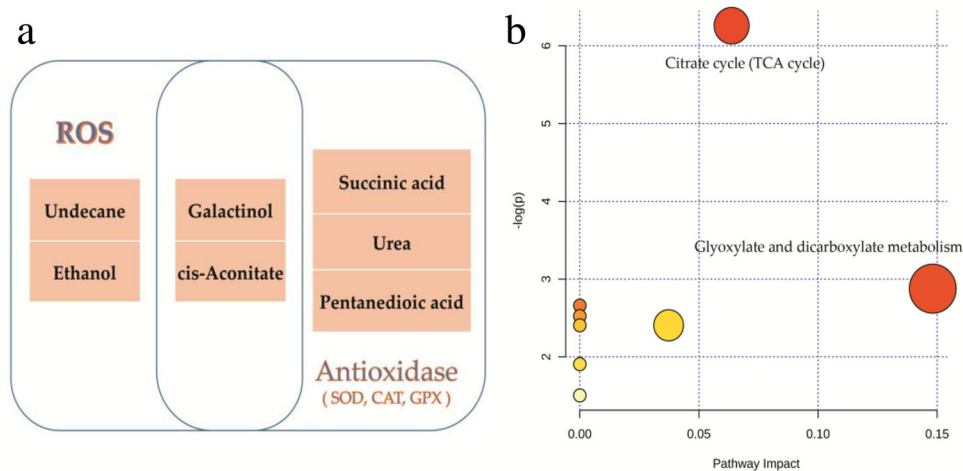 a
ROS
Undecane
Ethanol
Galactinol
cis-Aconitate
Succinic acid
Urea
Pentanedioic acid
Antioxidase
( SOD, CAT, GPX )
b
Citrate cycle (TCA cycle)
Glyoxylate and dicarboxylate metabolism
-log(p)
6
5
4
3
2
0.00
0.05
0.10
0.15
Pathway Impact